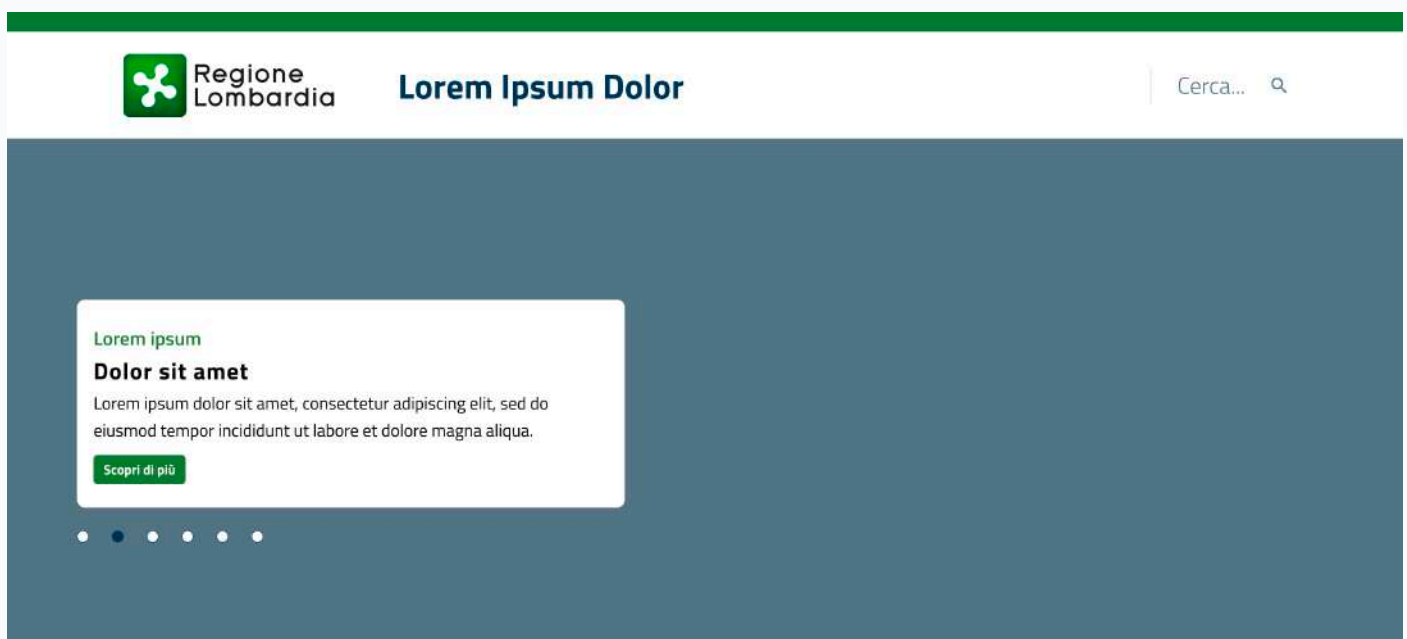 Regione
Lombardia
Lorem Ipsum Dolor
Cerca...
Lorem ipsum
Dolor sit amet
Lorem ipsum dolor sit amet, consectetur adipiscing elit, sed do
eiusmod tempor incididunt ut labore et dolore magna aliqua.
Scopri di più